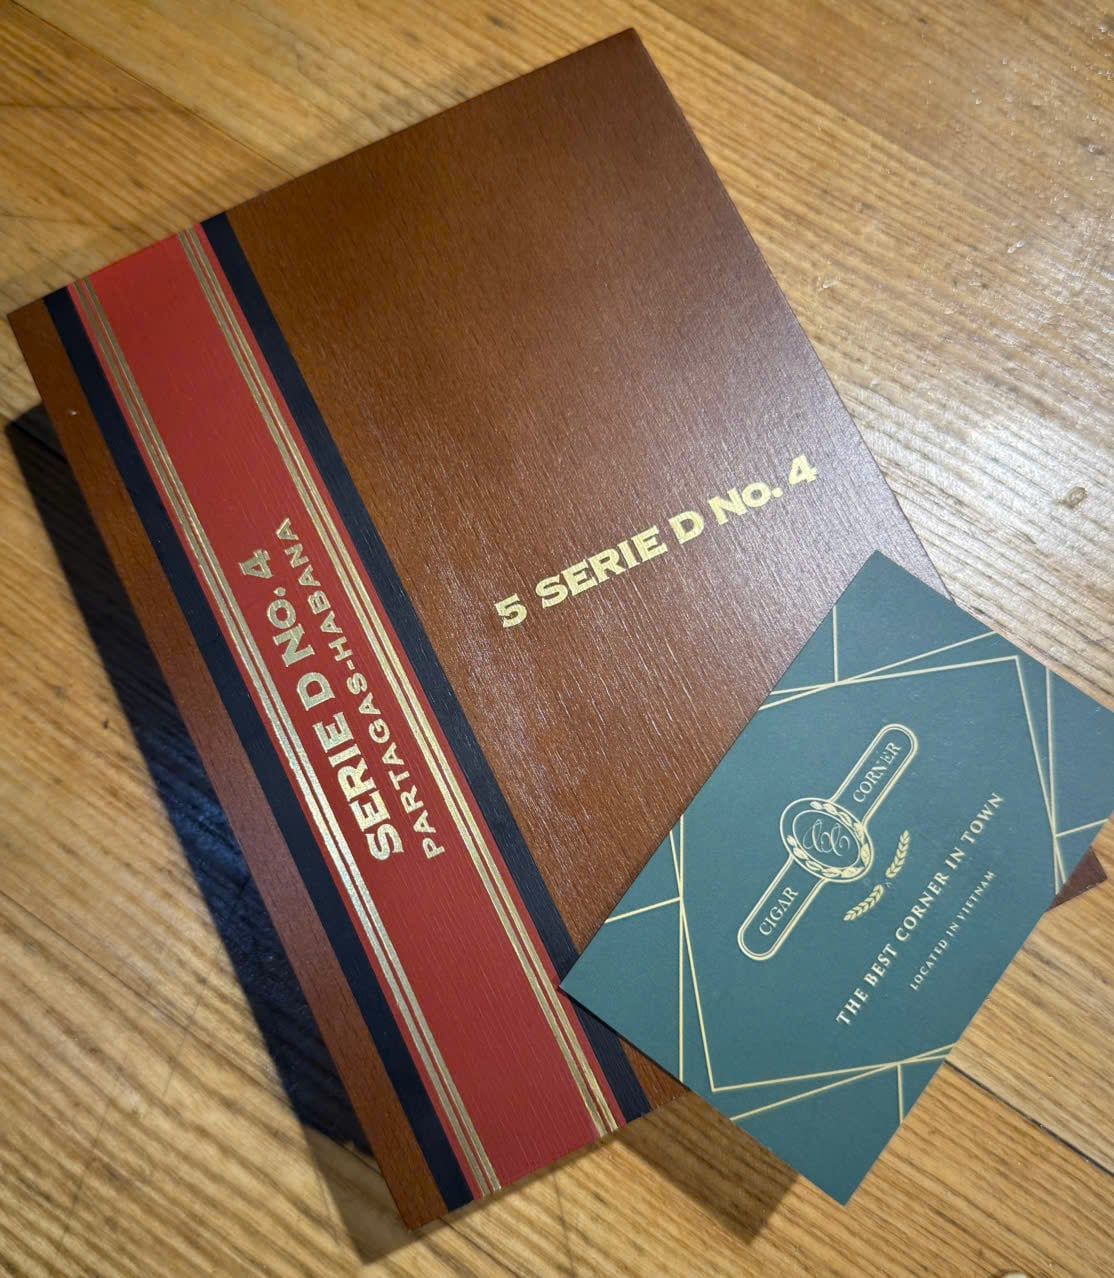 SERIE D NO. 4
PARTAGAS-HABANA
5 SERIE D No. 4
CIGAR CORNER
CC
THE BEST CORNER IN TOWN
LOCATED IN VIETNAM